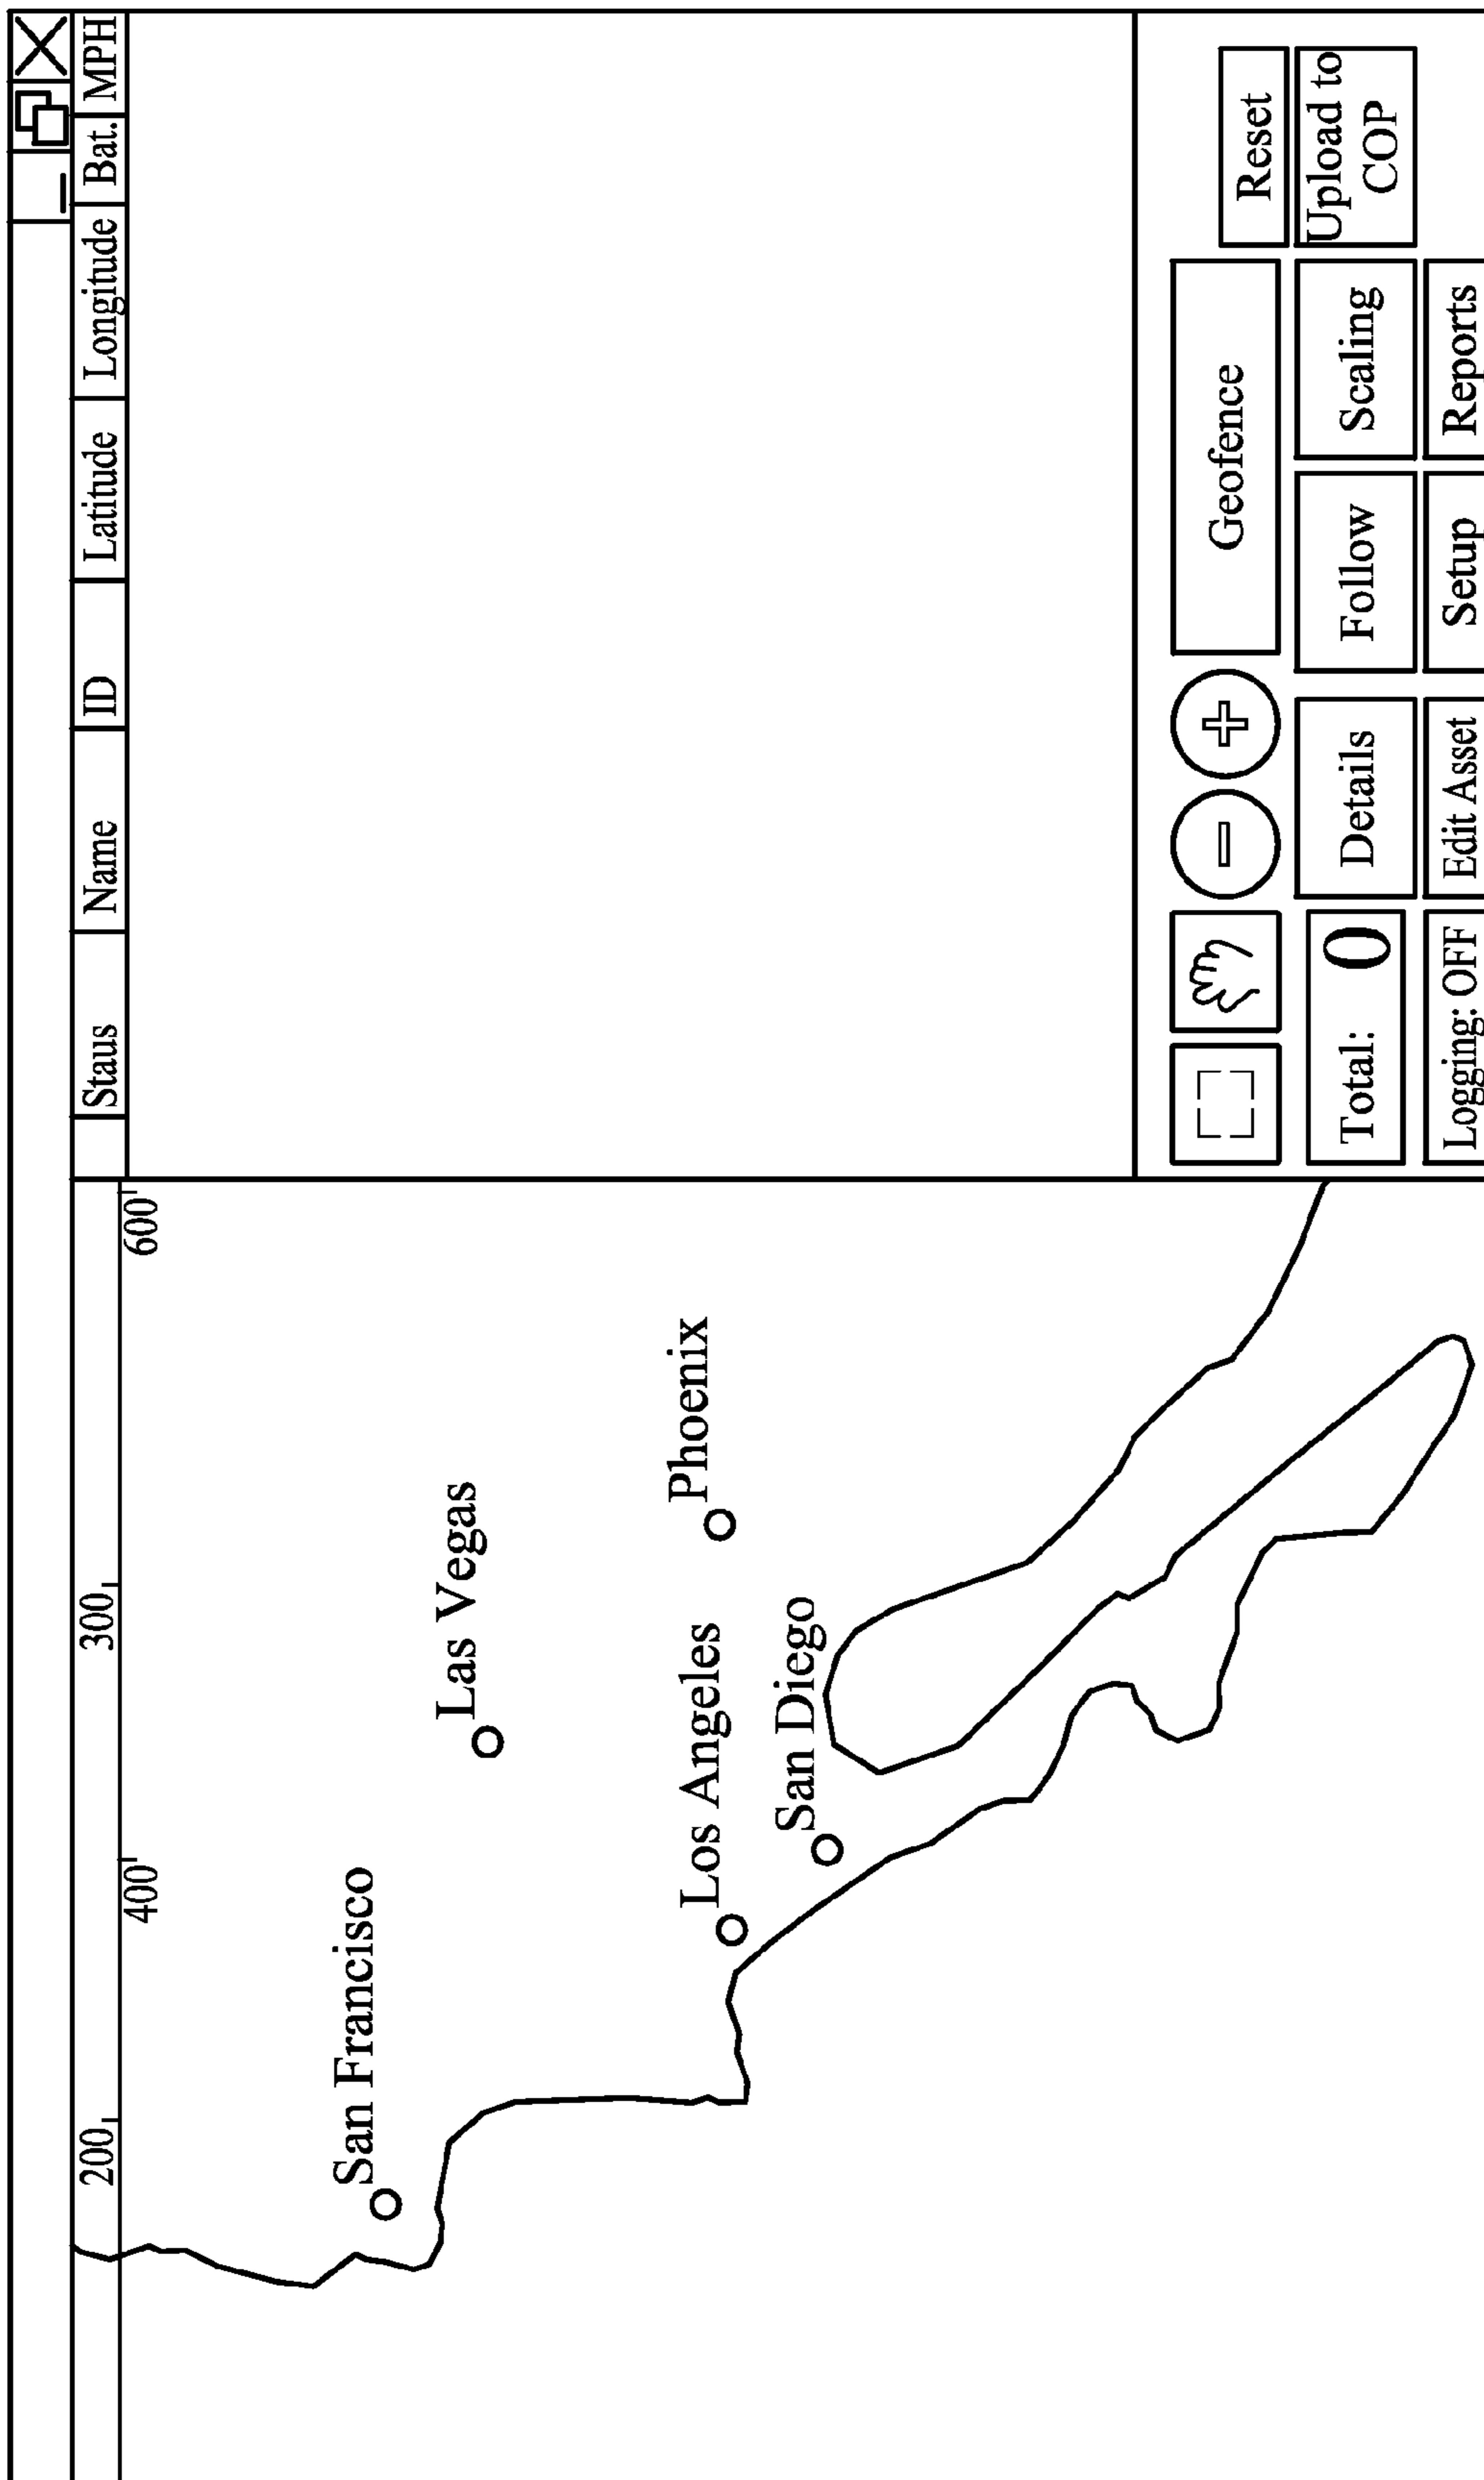 Staus Name ID Latitude Longitude Bat. MPH
200 400 300 600
San Francisco
Las Vegas
Phoenix
Los Angeles
San Diego
Geofence
Reset
Total: 0 Details Follow Scaling
Upload to
COP
Logging: OFF Edit Asset Setup Reports